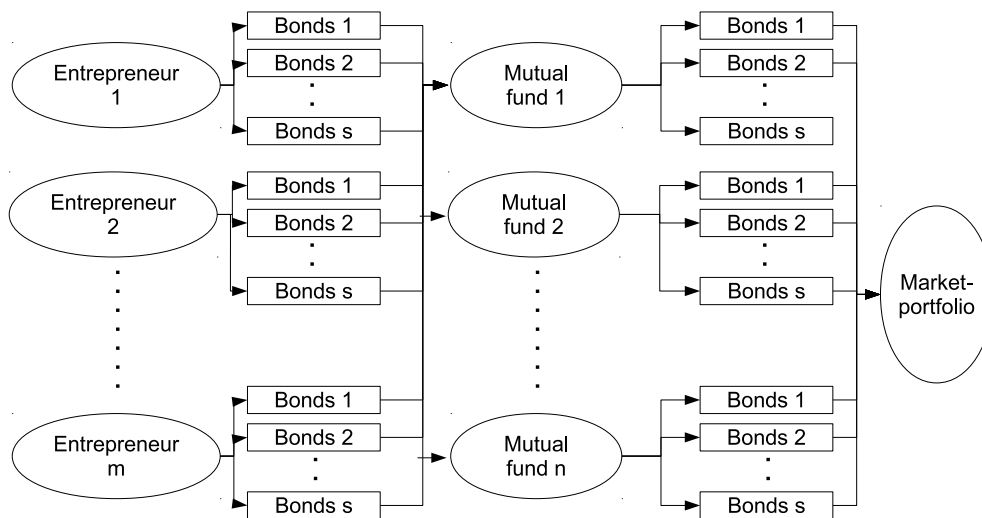 Entrepreneur
1
Bonds 1
Bonds 2
Bonds s
Mutual
fund 1
Bonds 1
Bonds 2
Bonds s
Entrepreneur
2
Bonds 1
Bonds 2
Bonds s
Mutual
fund 2
Bonds 1
Bonds 2
Bonds s
Market-
portfolio
Entrepreneur
m
Bonds 1
Bonds 2
Bonds s
Mutual
fund n
Bonds 1
Bonds 2
Bonds s